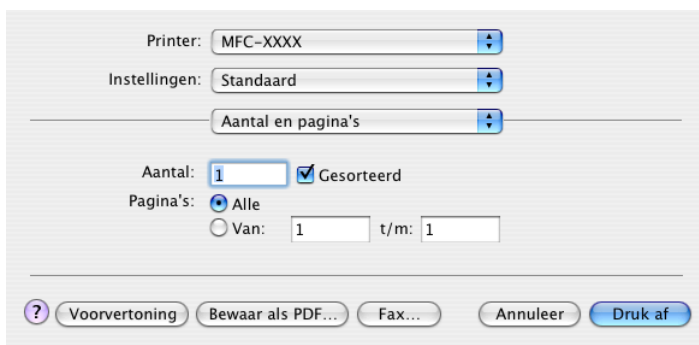 Printer: MFC-XXXX
Instellingen: Standaard
Aantal en pagina's
Aantal: 1 Gesorteerd
Pagina's: Alle
Van: 1 t/m: 1
? Voorvertoning Bewaar als PDF... Fax... Annuleer Druk af